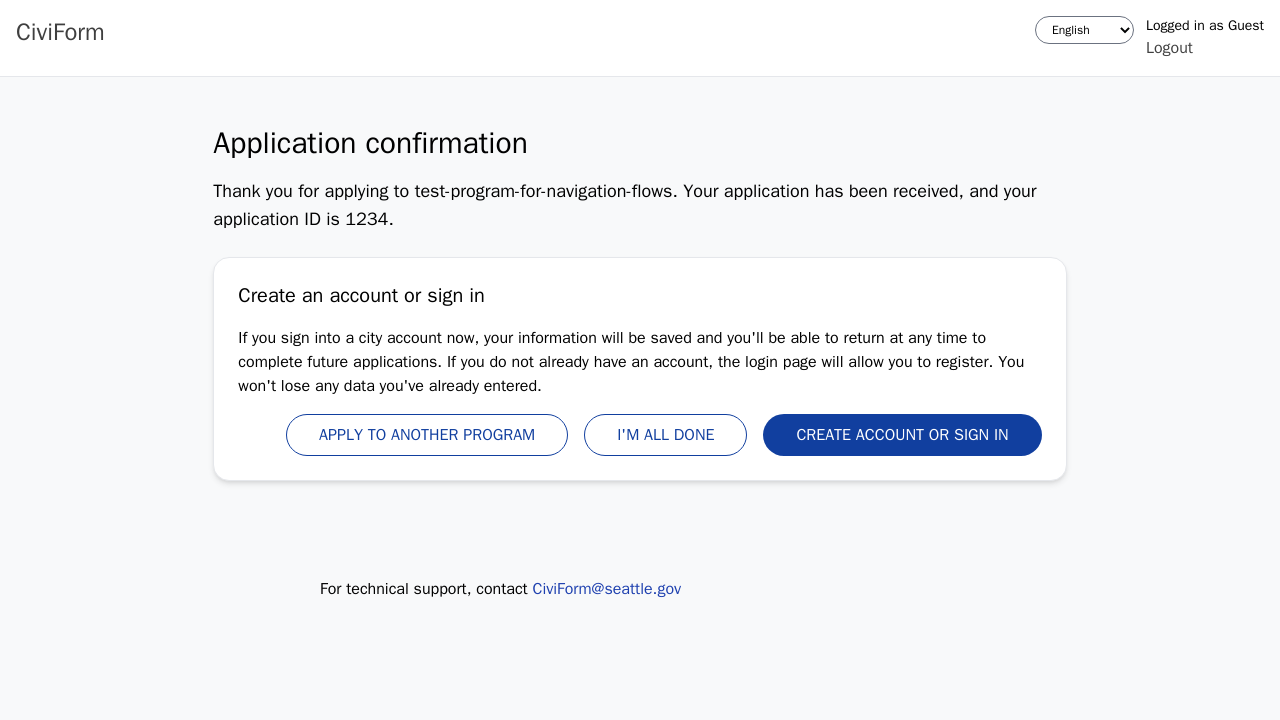 CiviForm
English
Logged in as Guest
Logout
Application confirmation
Thank you for applying to test-program-for-navigation-flows. Your application has been received, and your
application ID is 1234.
Create an account or sign in
If you sign into a city account now, your information will be saved and you'll be able to return at any time to
complete future applications. If you do not already have an account, the login page will allow you to register. You
won't lose any data you've already entered.
APPLY TO ANOTHER PROGRAM
I'M ALL DONE
CREATE ACCOUNT OR SIGN IN
For technical support, contact CiviForm@seattle.gov